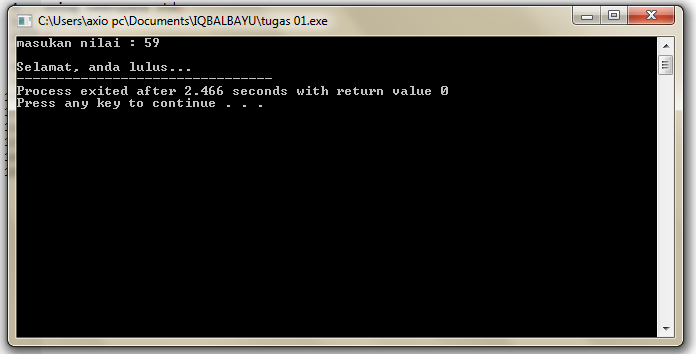 C:\Users\axio pc\Documents\IQBALBAYU\tugas 01.exe
masukan nilai : 59
Selamat, anda lulus...
--------------------------------
Process exited after 2.466 seconds with return value 0
Press any key to continue . . .